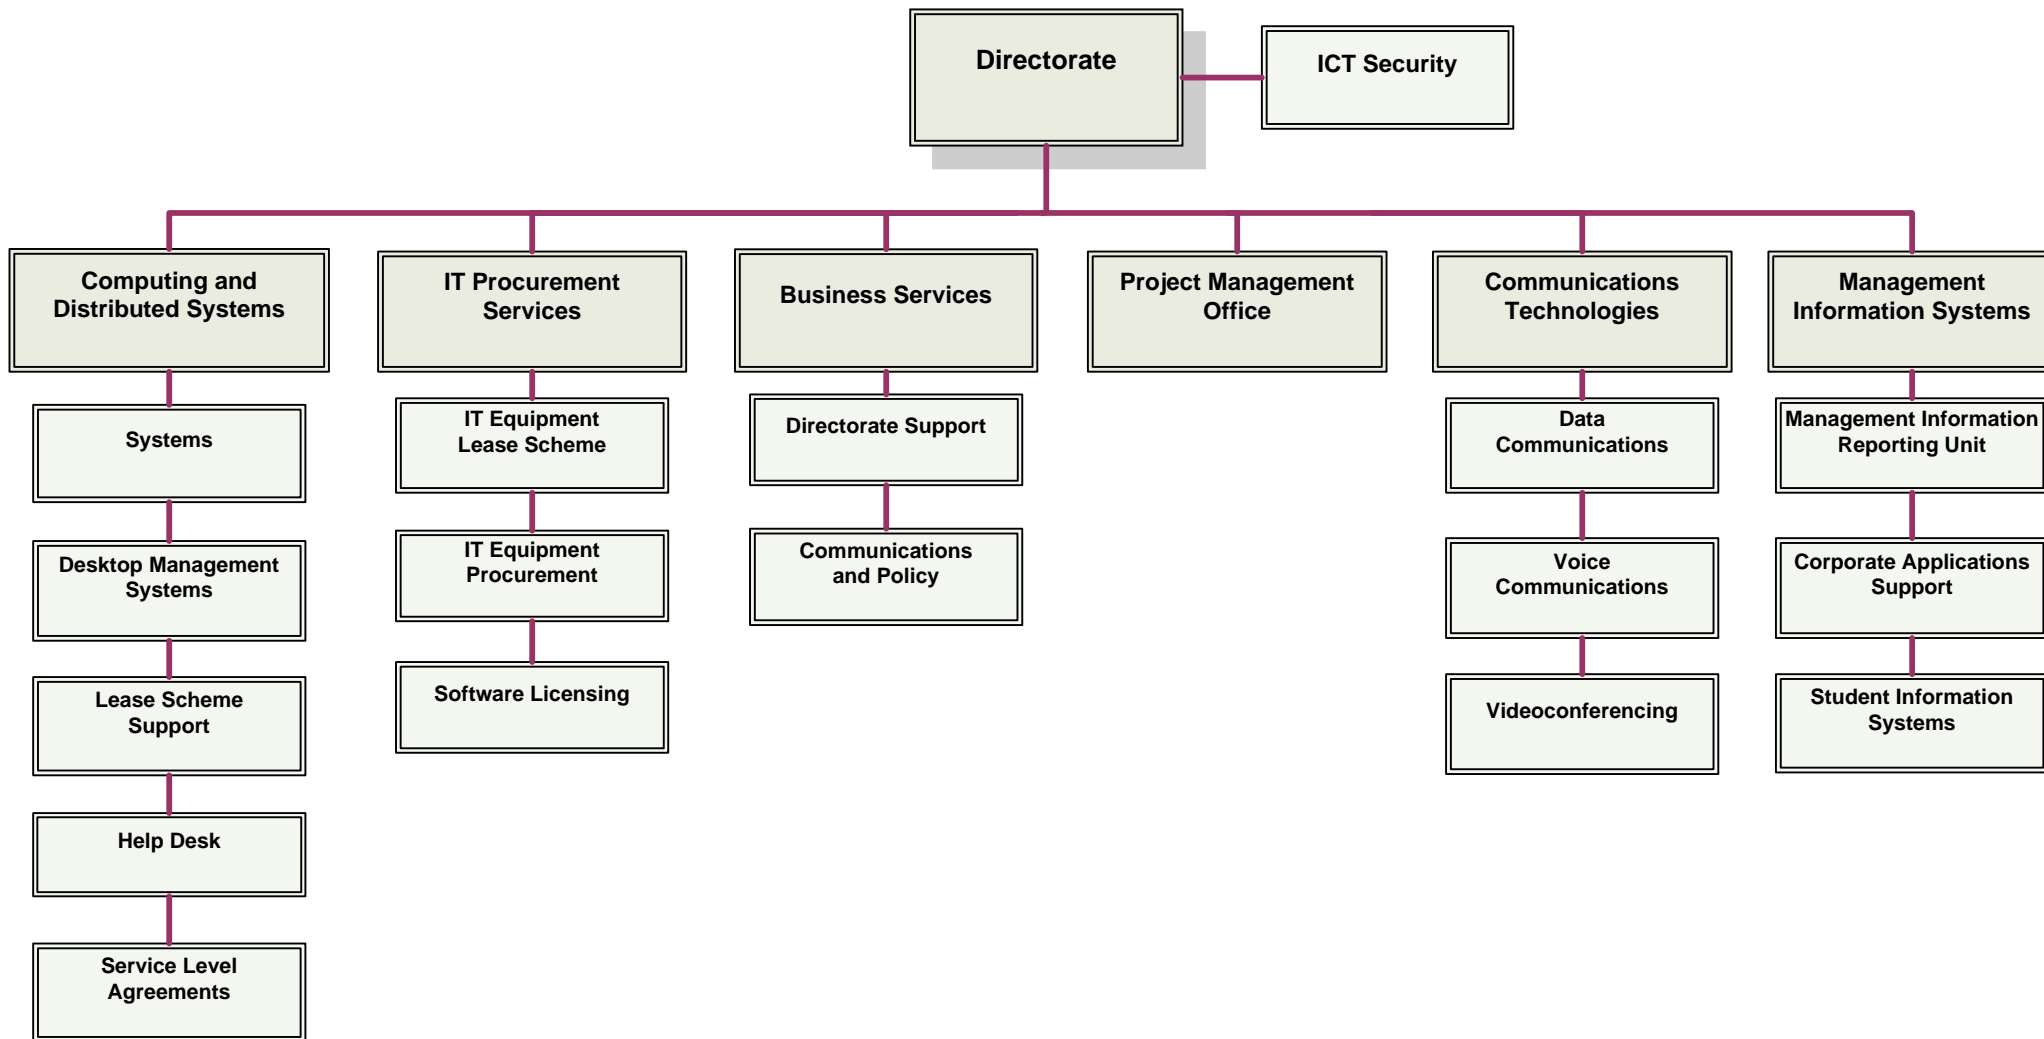 Directorate
ICT Security
Computing and
Distributed Systems
IT Procurement
Services
Business Services
Project Management
Office
Communications
Technologies
Management
Information Systems
Systems
Desktop Management
Systems
Lease Scheme
Support
Help Desk
Service Level
Agreements
IT Equipment
Lease Scheme
IT Equipment
Procurement
Software Licensing
Directorate Support
Communications
and Policy
Data
Communications
Voice
Communications
Videoconferencing
Management Information
Reporting Unit
Corporate Applications
Support
Student Information
Systems